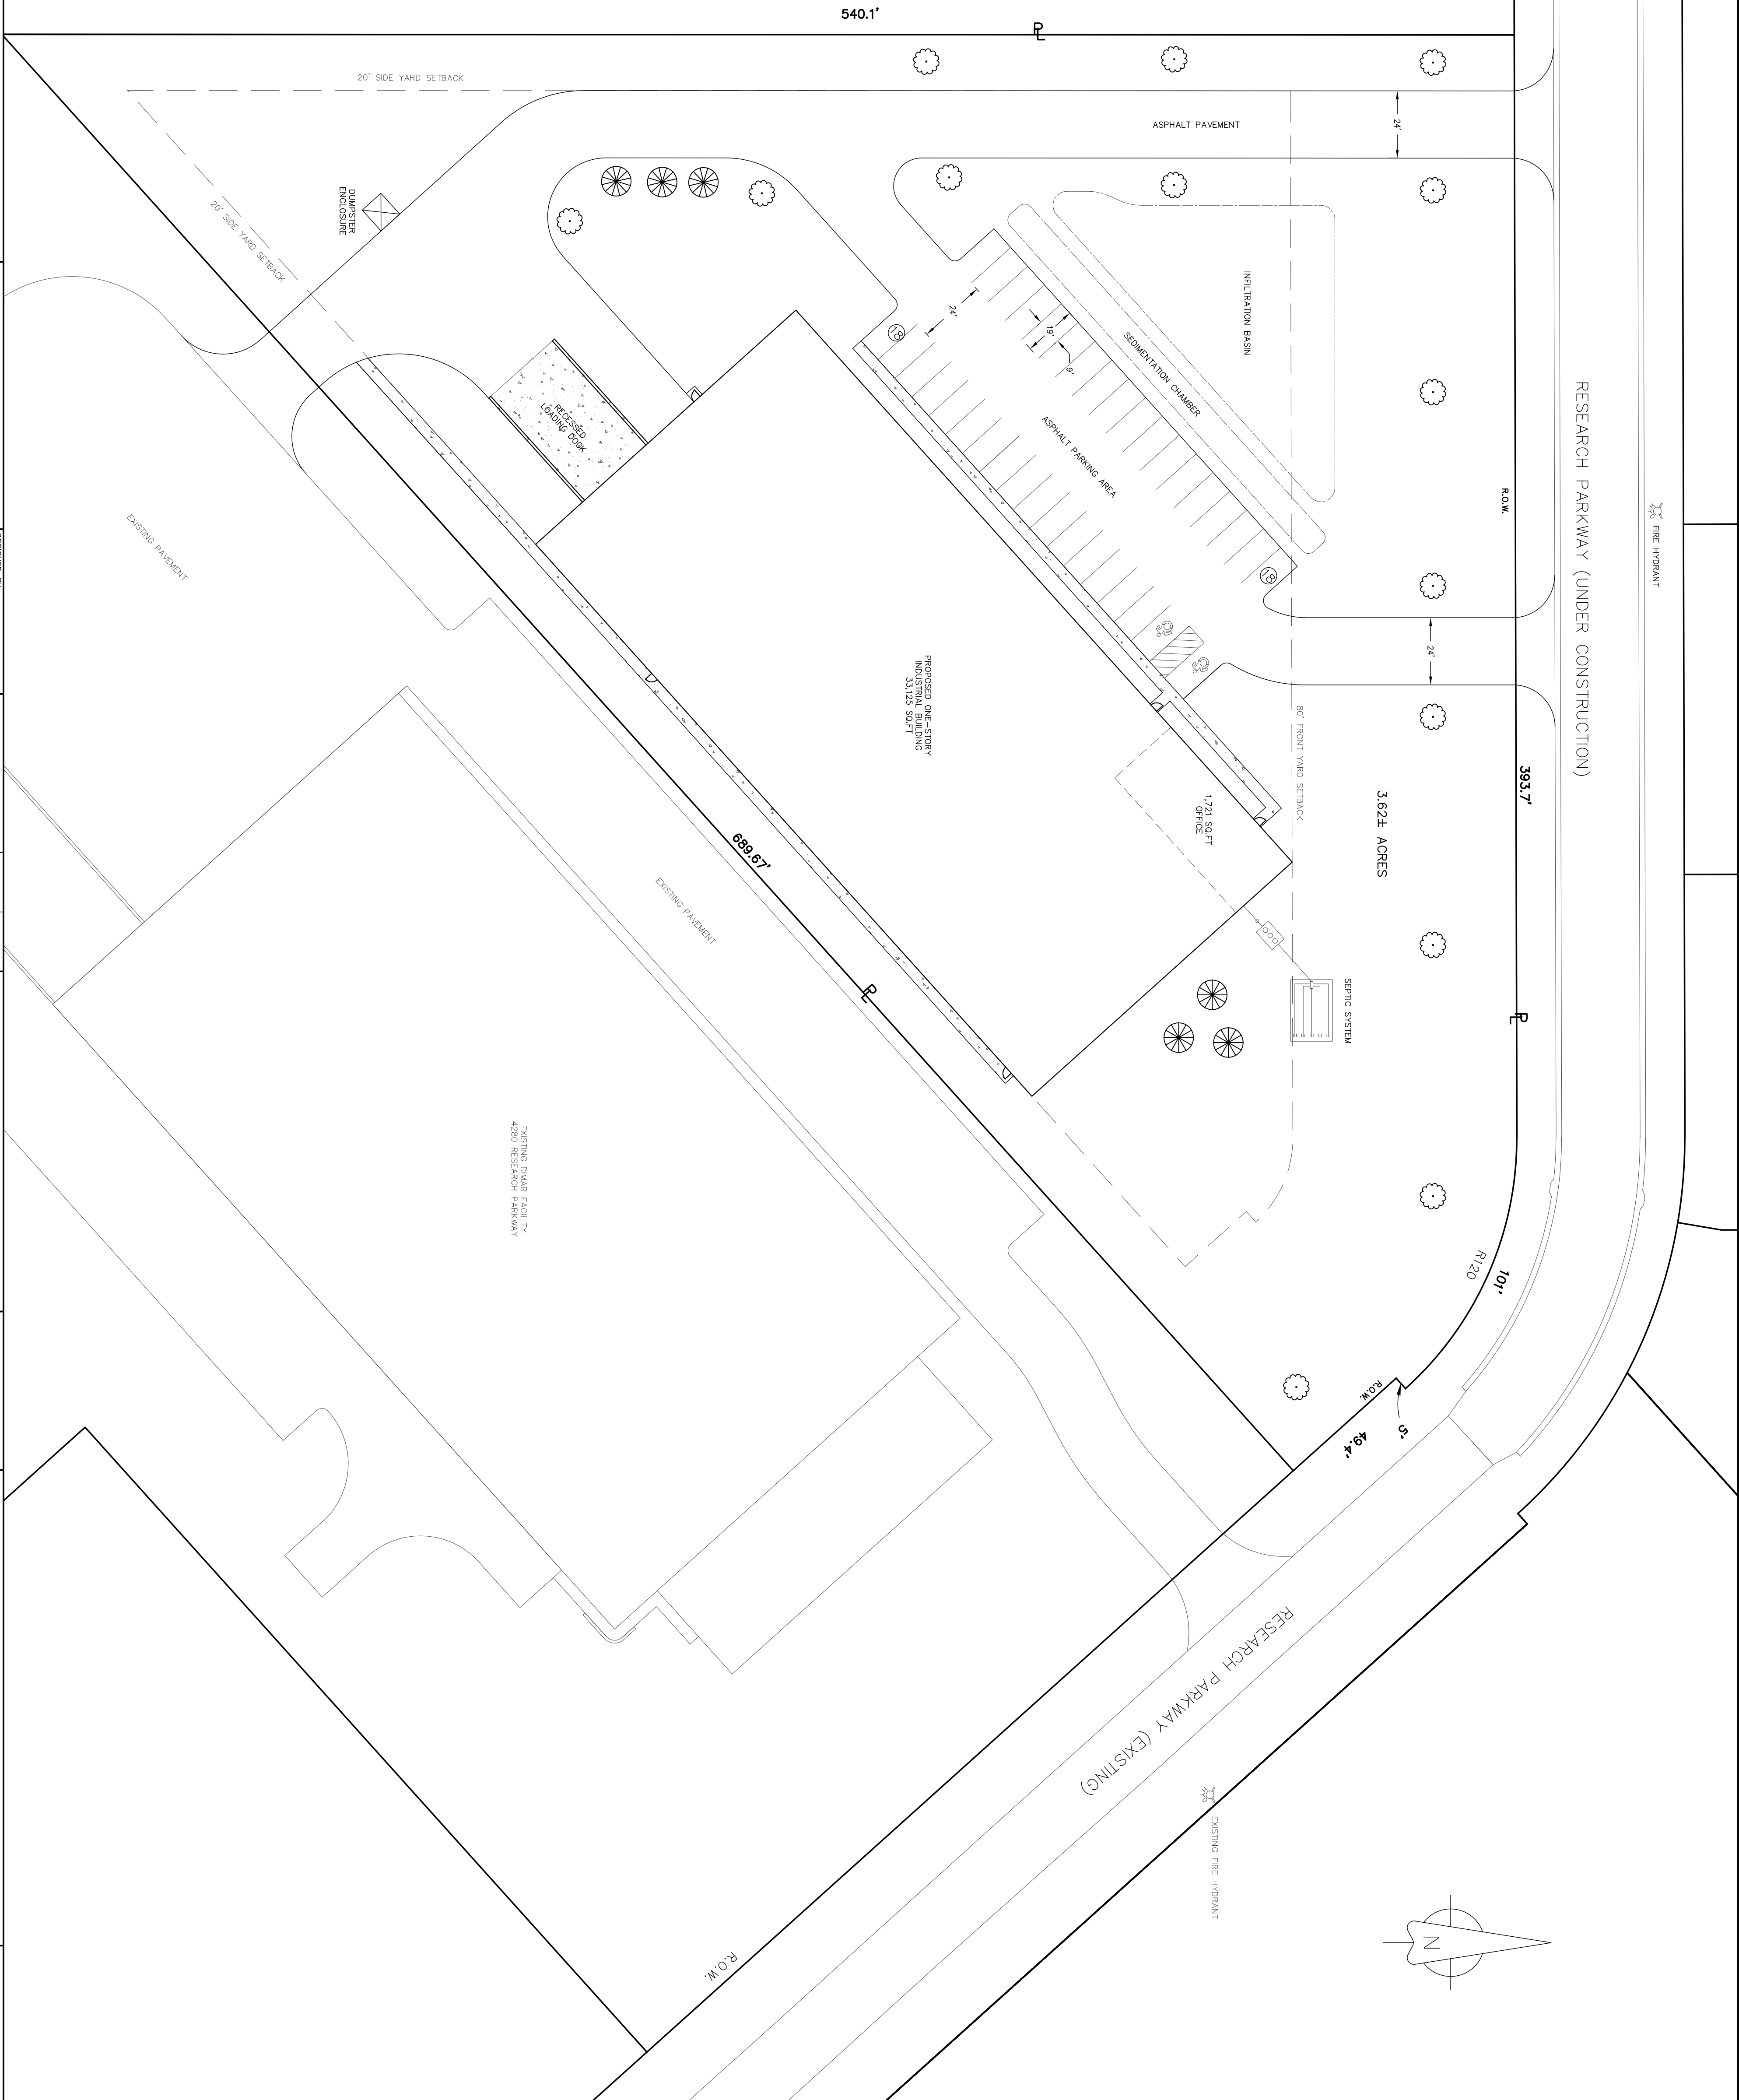 540.1'
PL
20' SIDE YARD SETBACK
24'
ASPHALT PAVEMENT
DUMPSTER
ENCLOSURE
20' SIDE YARD SETBACK
18
24'
19'
9'
INFILTRATION BASIN
SEDIMENTATION CHAMBER
ASPHALT PARKING AREA
RECESSED
LOADING DOCK
R.O.W.
RESEARCH PARKWAY (UNDER CONSTRUCTION)
FIRE HYDRANT
EXISTING PAVEMENT
18
24'
PROPOSED ONE-STORY
INDUSTRIAL BUILDING
33,125 SQ.FT
80' FRONT YARD SETBACK
393.7'
3.62± ACRES
1,721 SQ.FT
OFFICE
689.67'
EXISTING PAVEMENT
PL
SEPTIC SYSTEM
PL
EXISTING DIMAR FACILITY
4280 RESEARCH PARKWAY
R120
101'
R.O.W.
5'
49.4'
RESEARCH PARKWAY (EXISTING)
EXISTING FIRE HYDRANT
N
R.O.W.